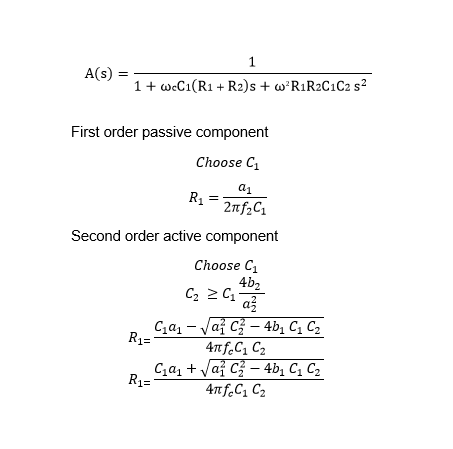 A(s) = 1 / (1 + ω𝑐C1(R1 + R2)s + ω²R1R2C1C2 s²)
First order passive component
Choose C₁
R₁ = a₁ / (2πf₂C₁)
Second order active component
Choose C₁
C₂ ≥ C₁ 4b₂ / a₂²
R₁= (C₁a₁ − √(a₁² C₂² − 4b₁ C₁ C₂)) / (4πf𝑐C₁ C₂)
R₁= (C₁a₁ + √(a₁² C₂² − 4b₁ C₁ C₂)) / (4πf𝑐C₁ C₂)